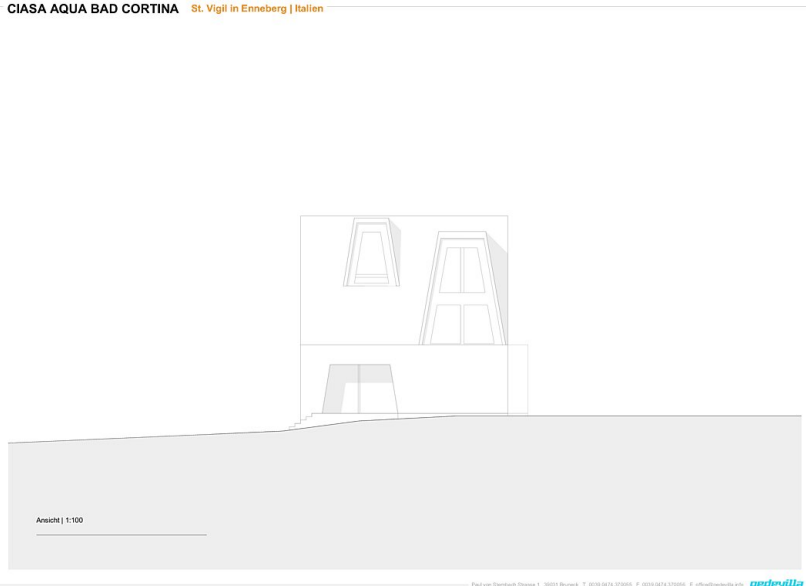 CIASA AQUA BAD CORTINA St. Vigil in Enneberg | Italien
Ansicht | 1:100
pedevilla